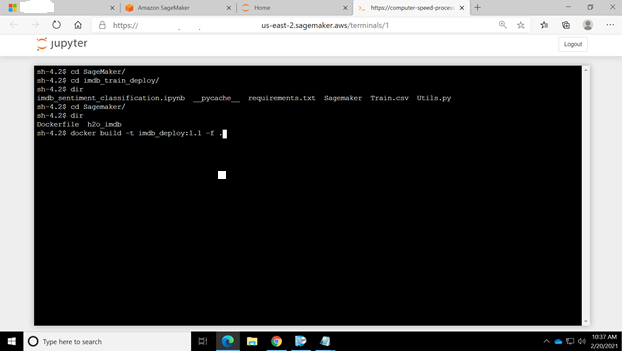 Amazon SageMaker
Home
https://computer-speed-process
https://
us-east-2.sagemaker.aws/terminals/1
jupyter
Logout
sh-4.2$ cd SageMaker/
sh-4.2$ cd imdb_train_deploy/
sh-4.2$ dir
imdb_sentiment_classification.ipynb __pycache__ requirements.txt Sagemaker Train.csv Utils.py
sh-4.2$ cd Sagemaker/
sh-4.2$ dir
Dockerfile h2o_imdb
sh-4.2$ docker build -t imdb_deploy:1.1 -f .
Type here to search
10:37 AM
2/20/2021